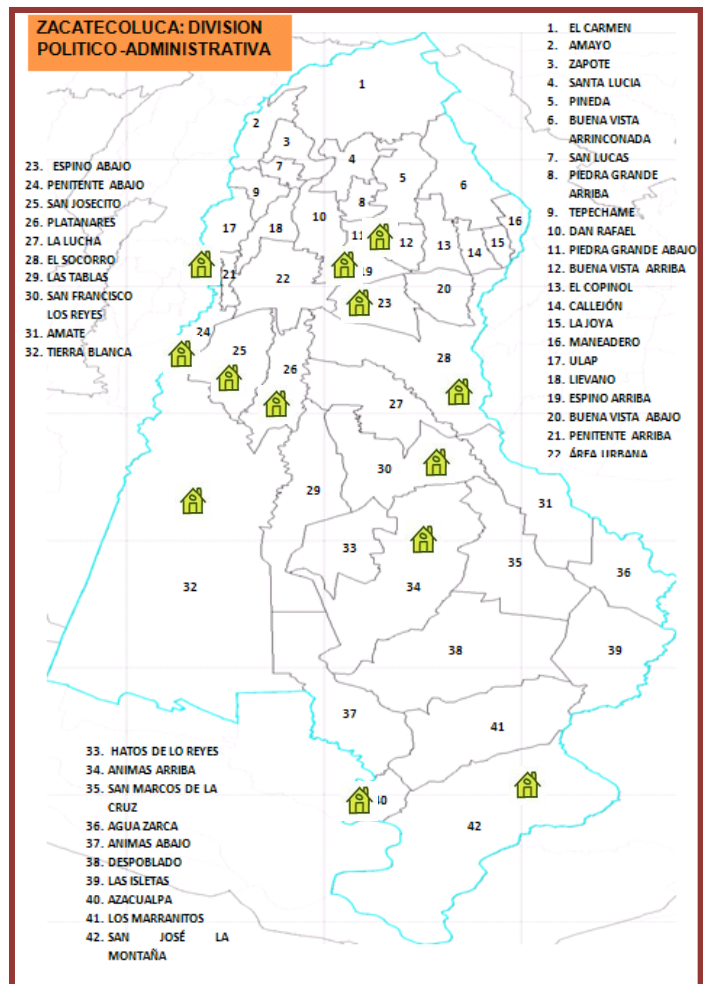 ZACATECOLUCA: DIVISION
POLITICO -ADMINISTRATIVA
1. EL CARMEN
2. AMAYO
3. ZAPOTE
4. SANTA LUCIA
5. PINEDA
6. BUENA VISTA
ARRINCONADA
7. SAN LUCAS
8. PIEDRA GRANDE
ARRIBA
9. TEPECHAME
10. DAN RAFAEL
11. PIEDRA GRANDE ABAJO
12. BUENA VISTA ARRIBA
13. EL COPINOL
14. CALLEJÓN
15. LA JOYA
16. MANEADERO
17. ULAP
18. LIEVANO
19. ESPINO ARRIBA
20. BUENA VISTA ABAJO
21. PENITENTE ARRIBA
22. ÁREA URBANA
23. ESPINO ABAJO
24. PENITENTE ABAJO
25. SAN JOSECITO
26. PLATANARES
27. LA LUCHA
28. EL SOCORRO
29. LAS TABLAS
30. SAN FRANCISCO
LOS REYES
31. AMATE
32. TIERRA BLANCA
1
2
3
4
7
5
6
9
8
10
16
17
18
11
12
13
14
15
21
22
19
20
23
24
25
26
28
27
30
29
31
33
35
36
32
34
38
39
37
41
40
42
33. HATOS DE LO REYES
34. ANIMAS ARRIBA
35. SAN MARCOS DE LA
CRUZ
36. AGUA ZARCA
37. ANIMAS ABAJO
38. DESPOBLADO
39. LAS ISLETAS
40. AZACUALPA
41. LOS MARRANITOS
42. SAN JOSÉ LA
MONTAÑA